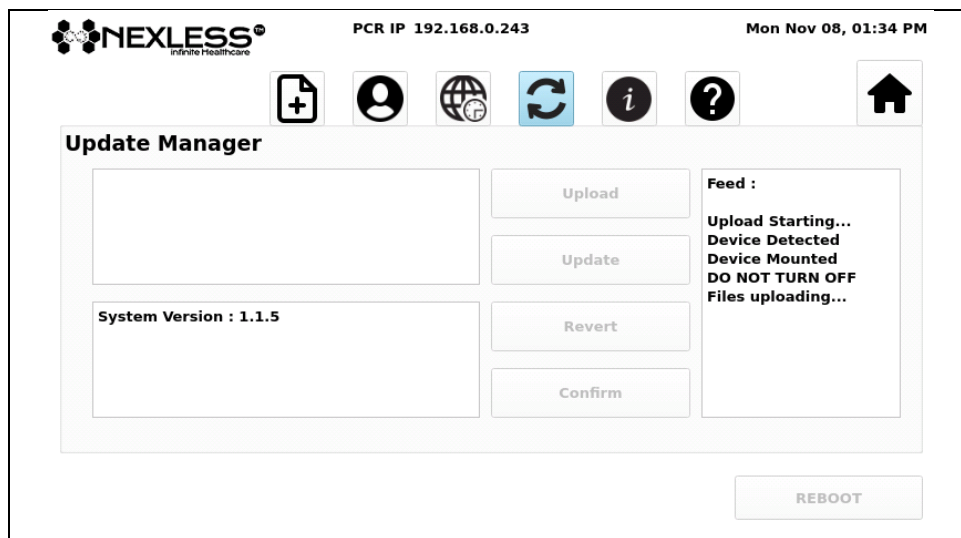 NEXLESS™
infinite Healthcare
PCR IP 192.168.0.243
Mon Nov 08, 01:34 PM
i
?
Update Manager
Upload
Update
Revert
Confirm
System Version : 1.1.5
Feed :
Upload Starting...
Device Detected
Device Mounted
DO NOT TURN OFF
Files uploading...
REBOOT